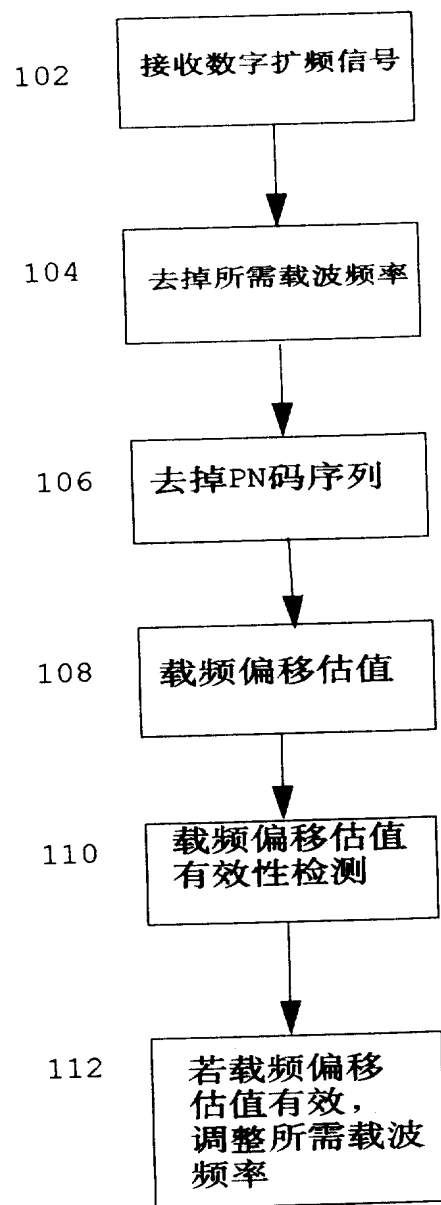 102
接收数字扩频信号
104
去掉所需载波频率
106
去掉PN码序列
108
载频偏移估值
110
载频偏移估值
有效性检测
112
若载频偏移
估值有效，
调整所需载波
频率